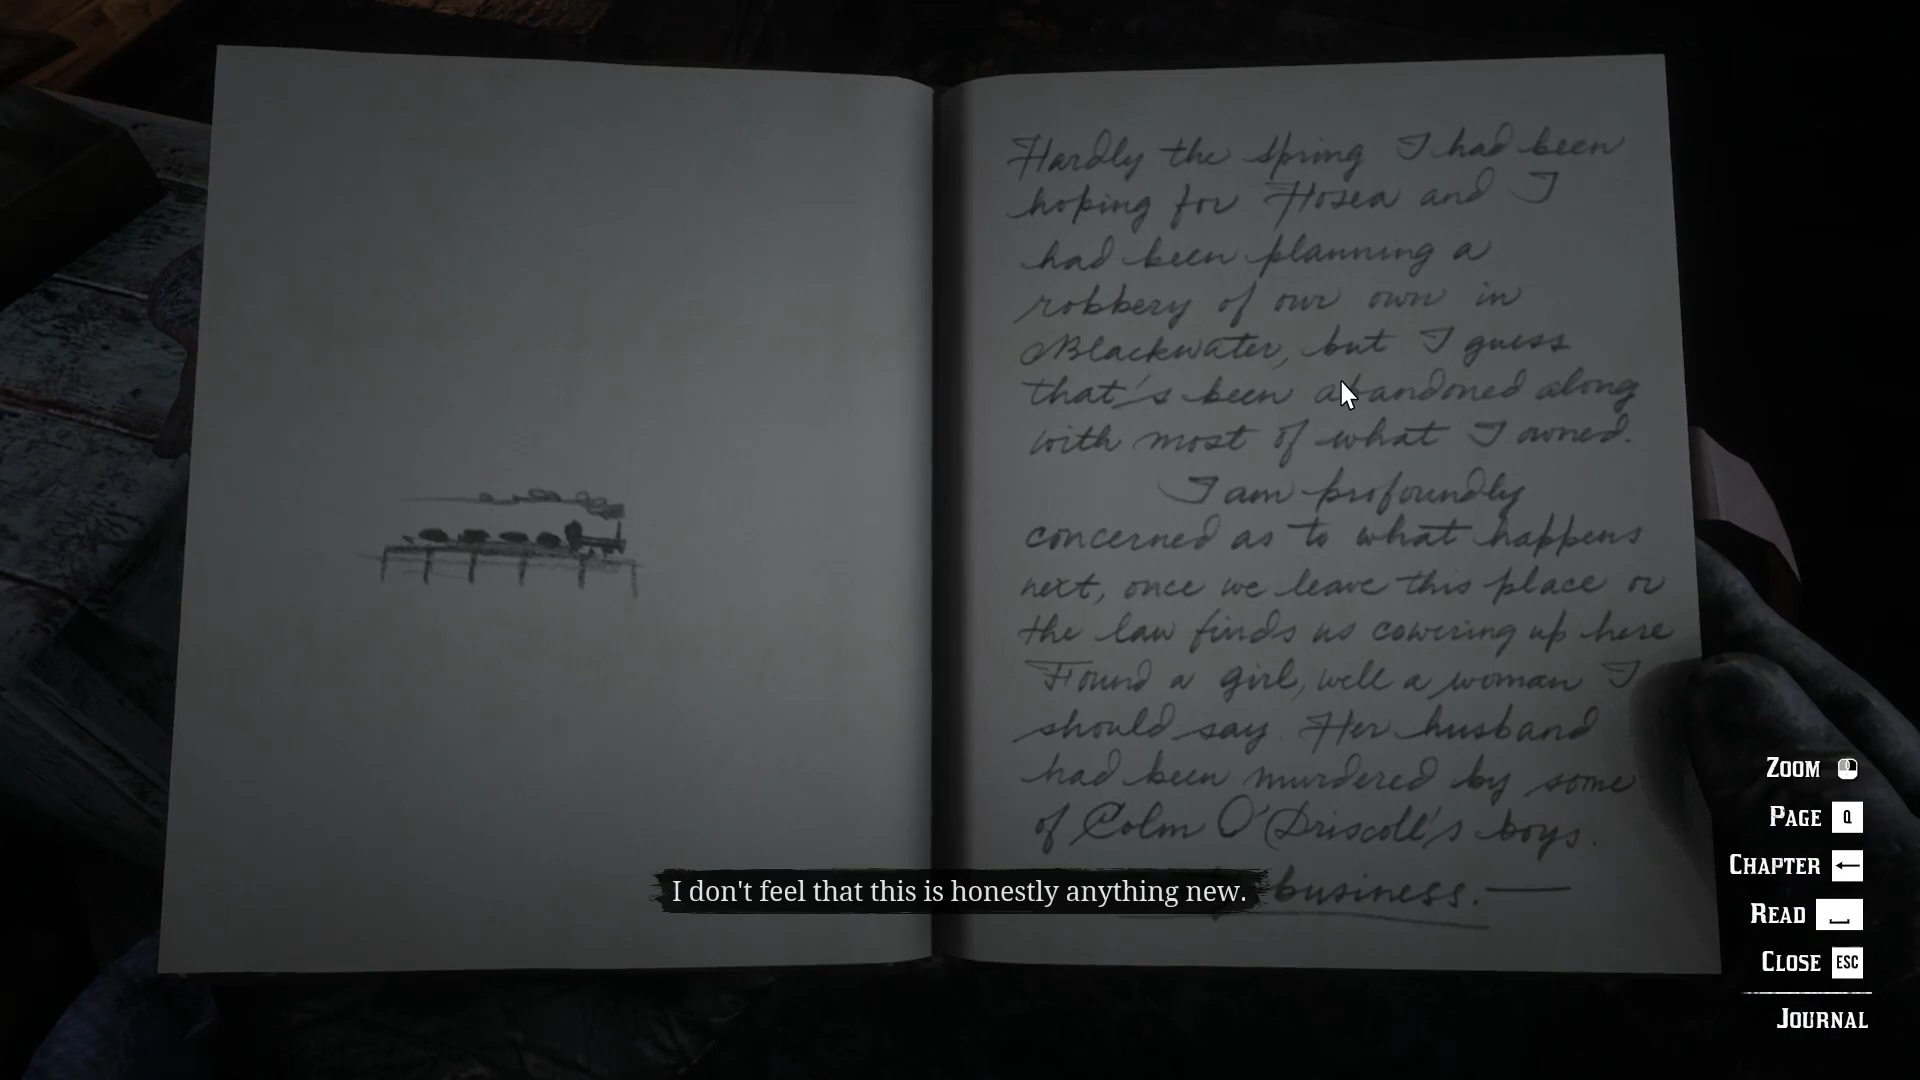 Hardly the spring I had been
hoping for. Hosea and I
had been planning a
robbery of our own in
Blackwater, but I guess
that's been abandoned along
with most of what I owned.
I am profoundly
concerned as to what happens
next, once we leave this place or
the law finds us cowering up here
Found a girl, well a woman I
should say. Her husband
had been murdered by some
of Colm O'Driscoll's boys.
business.—
I don't feel that this is honestly anything new.
ZOOM
PAGE Q
CHAPTER ←
READ
CLOSE ESC
JOURNAL